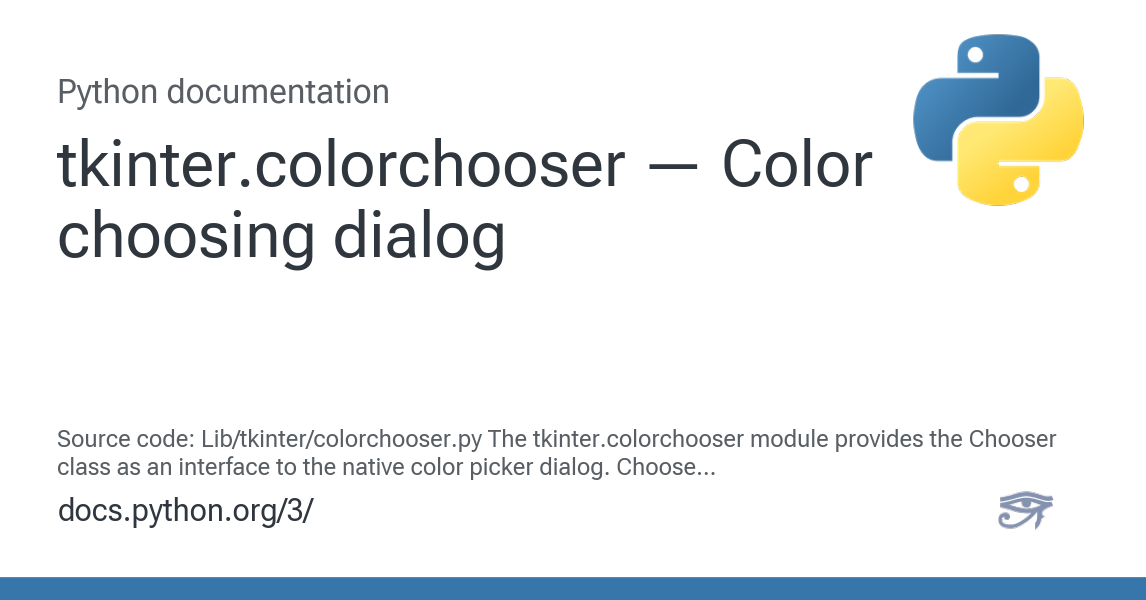 Python documentation
tkinter.colorchooser — Color
choosing dialog
Source code: Lib/tkinter/colorchooser.py The tkinter.colorchooser module provides the Chooser
class as an interface to the native color picker dialog. Choose...
docs.python.org/3/